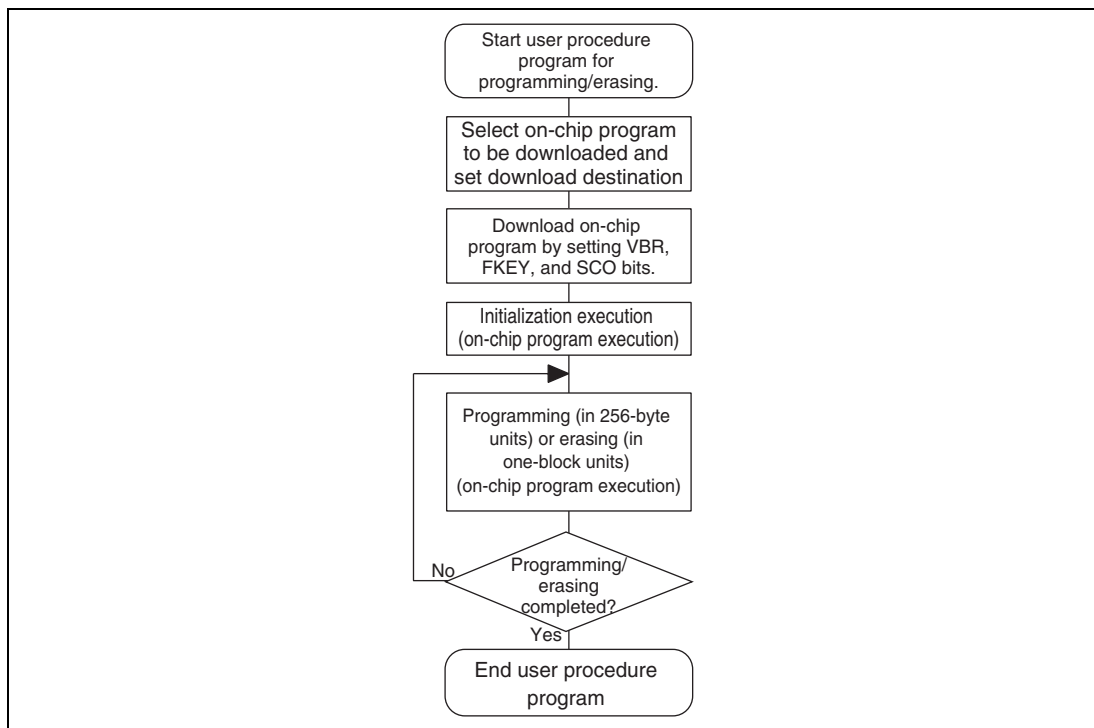 Start user procedure
program for
programming/erasing.
Select on-chip program
to be downloaded and
set download destination
Download on-chip
program by setting VBR,
FKEY, and SCO bits.
Initialization execution
(on-chip program execution)
Programming (in 256-byte
units) or erasing (in
one-block units)
(on-chip program execution)
No
Programming/
erasing
completed?
Yes
End user procedure
program